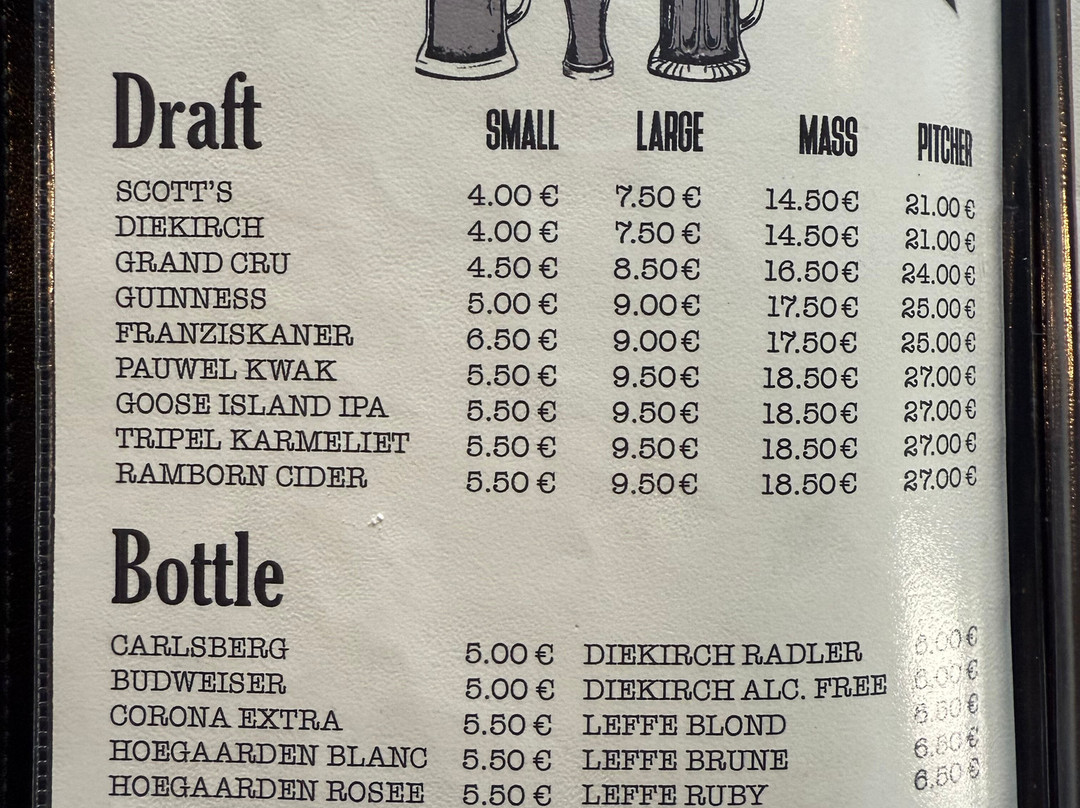 Draft SMALL LARGE MASS PITCHER
SCOTT'S 4.00 € 7.50 € 14.50€ 21.00€
DIEKIRCH 4.00 € 7.50 € 14.50€ 21.00€
GRAND CRU 4.50 € 8.50€ 16.50€ 24.00€
GUINNESS 5.00 € 9.00€ 17.50€ 25.00€
FRANZISKANER 6.50 € 9.00€ 17.50€ 25.00€
PAUWEL KWAK 5.50 € 9.50€ 18.50€ 27.00€
GOOSE ISLAND IPA 5.50 € 9.50€ 18.50€ 27.00€
TRIPEL KARMELIET 5.50 € 9.50€ 18.50€ 27.00€
RAMBORN CIDER 5.50 € 9.50€ 18.50€ 27.00€
Bottle
CARLSBERG 5.00 € DIEKIRCH RADLER
BUDWEISER 5.00 € DIEKIRCH ALC. FREE
CORONA EXTRA 5.50 € LEFFE BLOND 6.50€
HOEGAARDEN BLANC 5.50 € LEFFE BRUNE 6.50€
HOEGAARDEN ROSEE 5.50 € LEFFE RUBY 6.50€